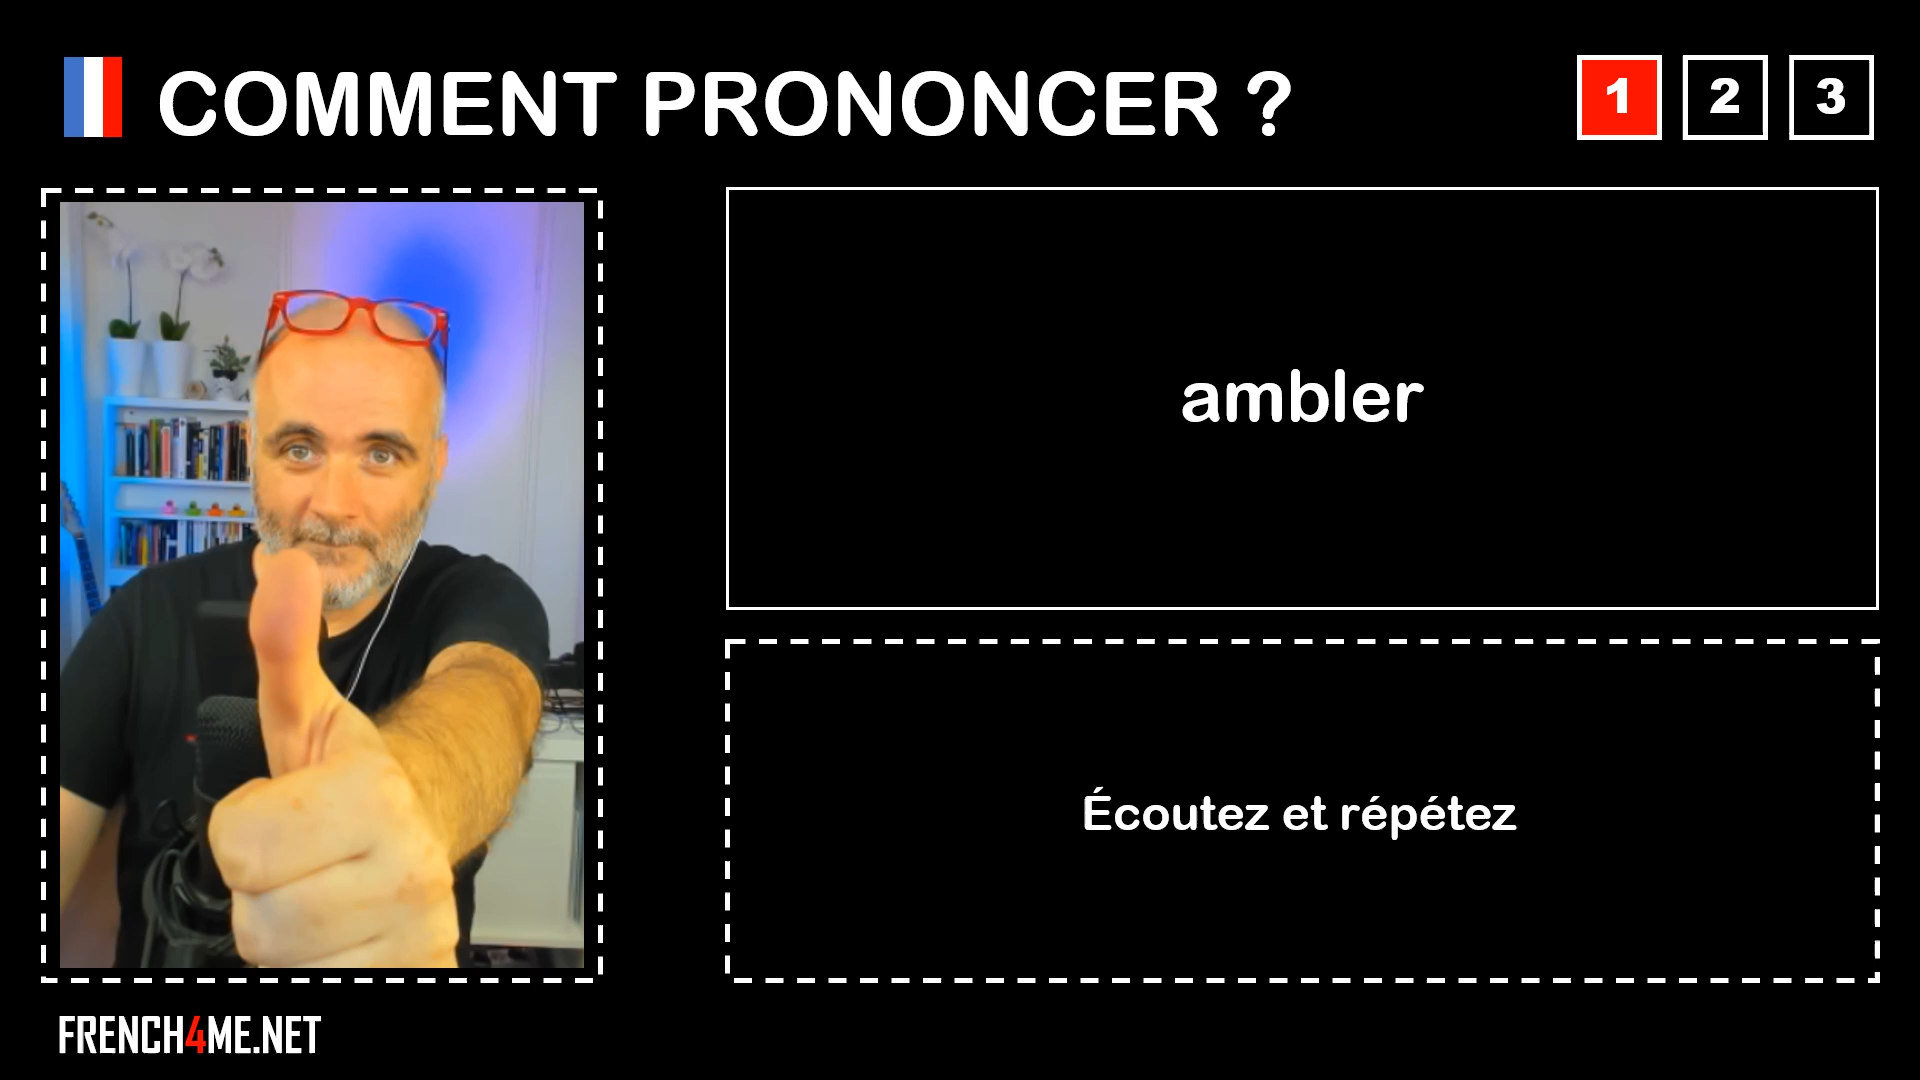 COMMENT PRONONCER ?
1 2 3
ambler
Écoutez et répétez
FRENCH4ME.NET